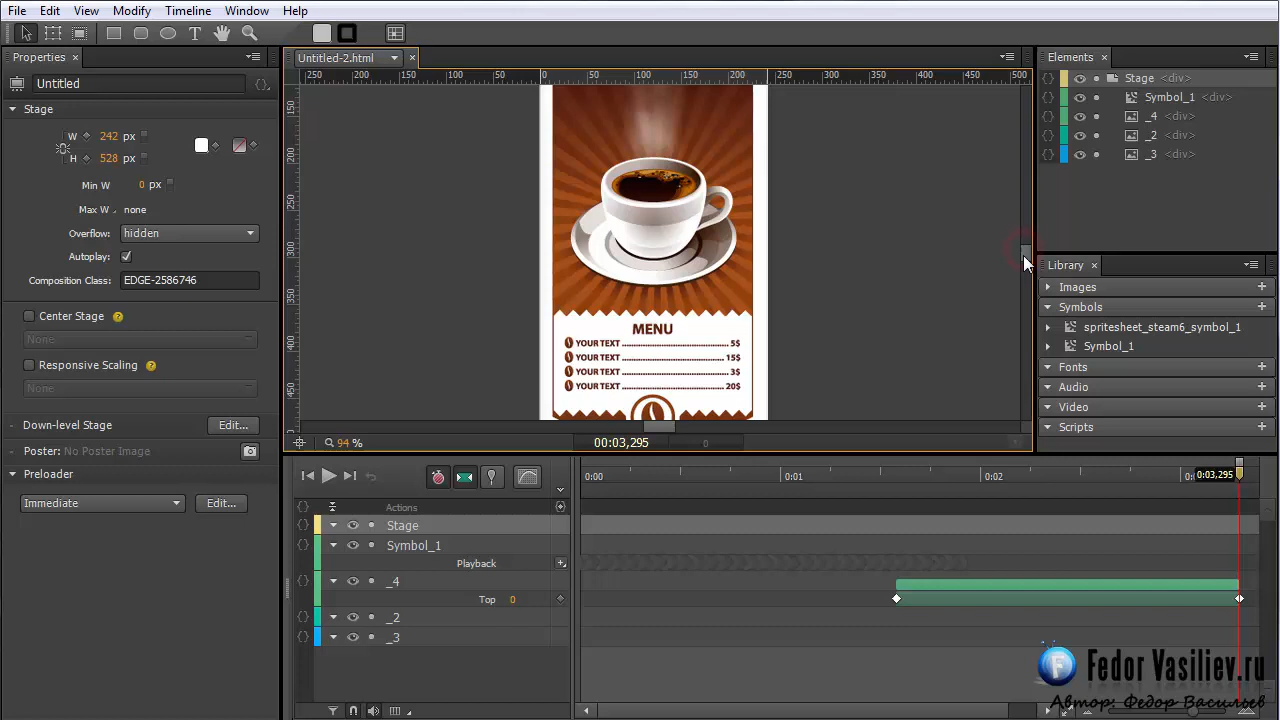 File Edit View Modify Timeline Window Help
Properties
Untitled
Stage
W 242 px
H 528 px
Min W 0 px
Max W none
Overflow: hidden
Autoplay:
Composition Class: EDGE-2586746
Center Stage
None
Responsive Scaling
None
Down-level Stage Edit...
Poster: No Poster Image
Preloader
Immediate Edit...
Untitled-2.html
250 200 150 100 50 0 50 100 150 200 250 300 350 400 450 500
150
200
250
300
350
400
450
MENU
YOUR TEXT 5$
YOUR TEXT 15$
YOUR TEXT 3$
YOUR TEXT 20$
94 % 00:03,295 0
Elements
Stage <div>
Symbol_1 <div>
_4 <div>
_2 <div>
_3 <div>
Library
Images
Symbols
spritesheet_steam6_symbol_1
Symbol_1
Fonts
Audio
Video
Scripts
0:00 0:01 0:02 0:03,295
Actions
Stage
Symbol_1
Playback
_4
Top 0
_2
_3
Fedor Vasiliev.ru
Автор: Федор Васильев